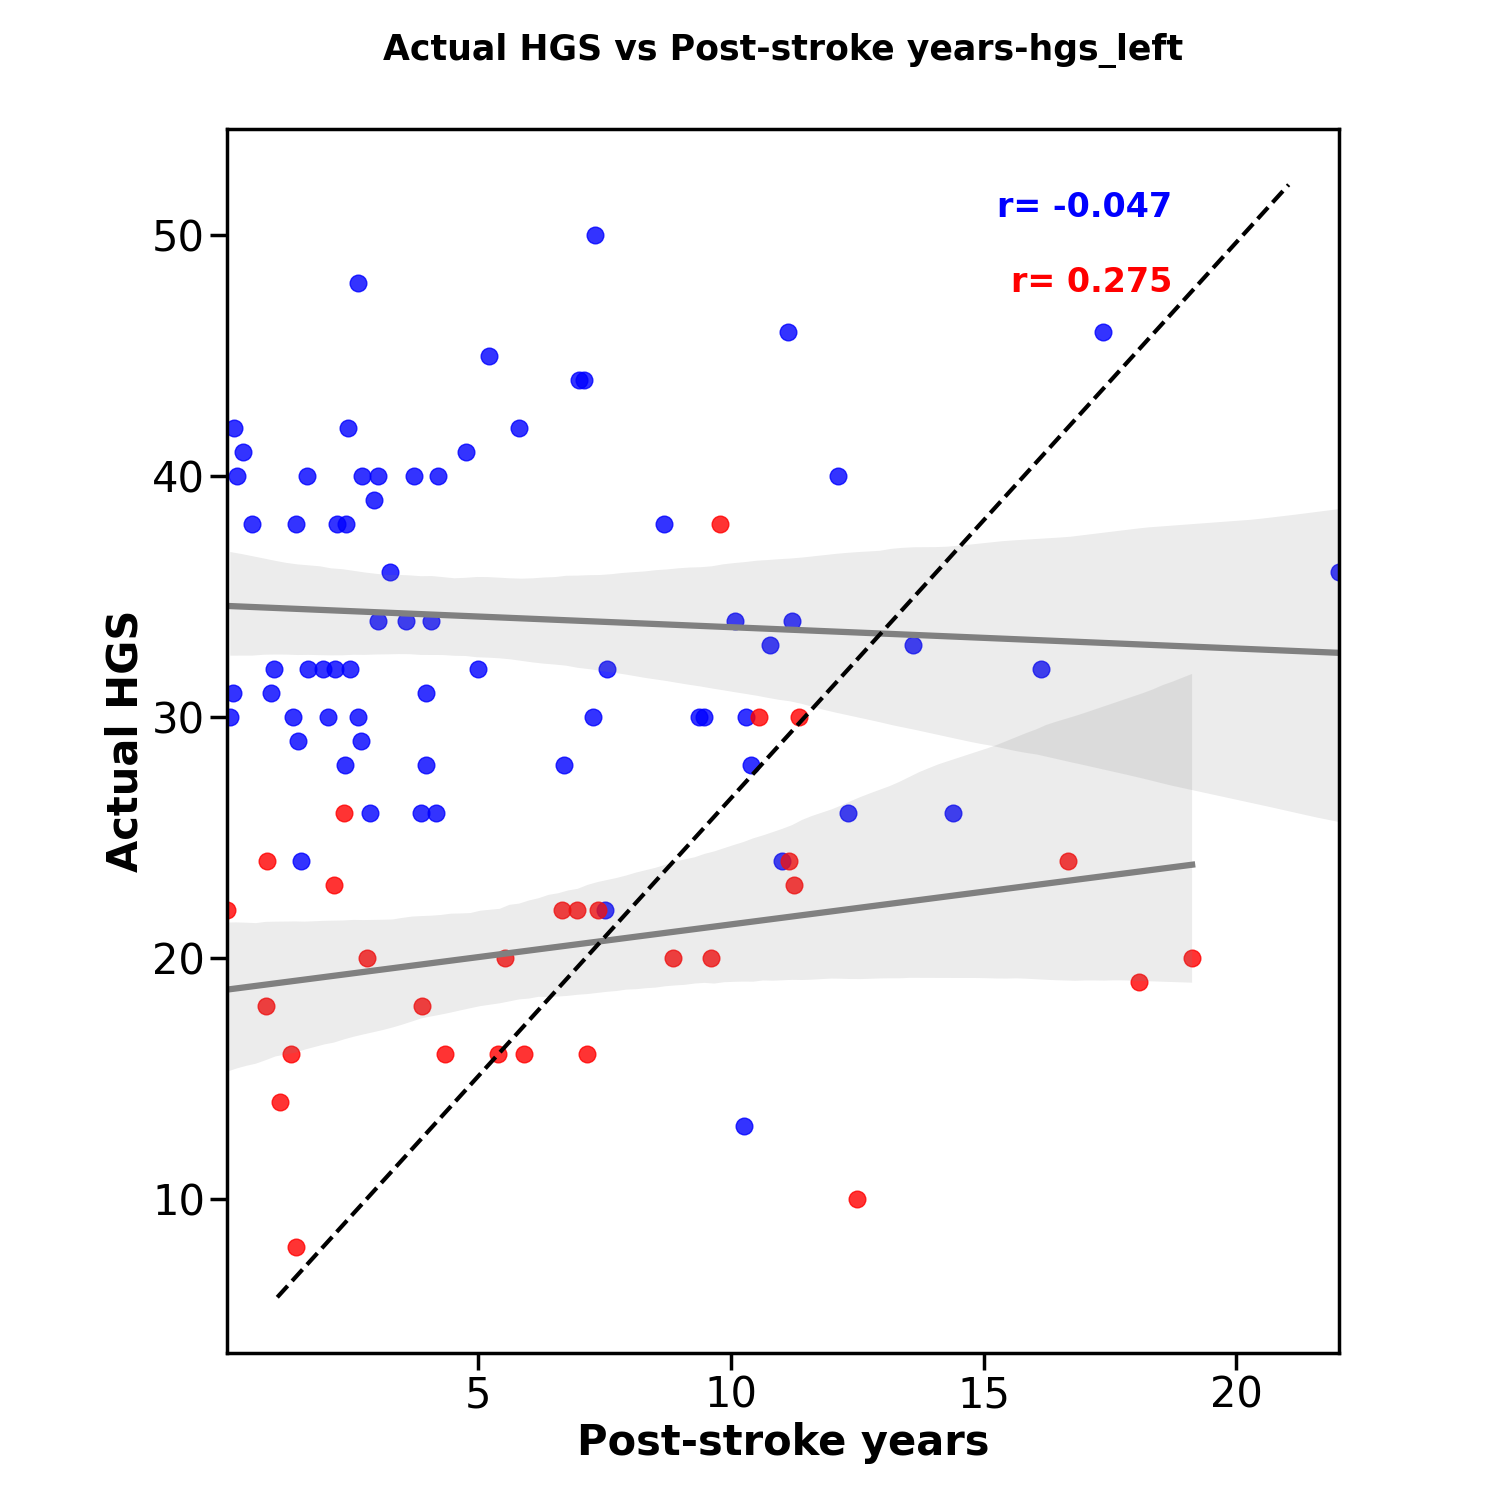 Actual HGS vs Post-stroke years-hgs_left
r= -0.047
r= 0.275
50
40
30
20
10
Actual HGS
5 10 15 20
Post-stroke years